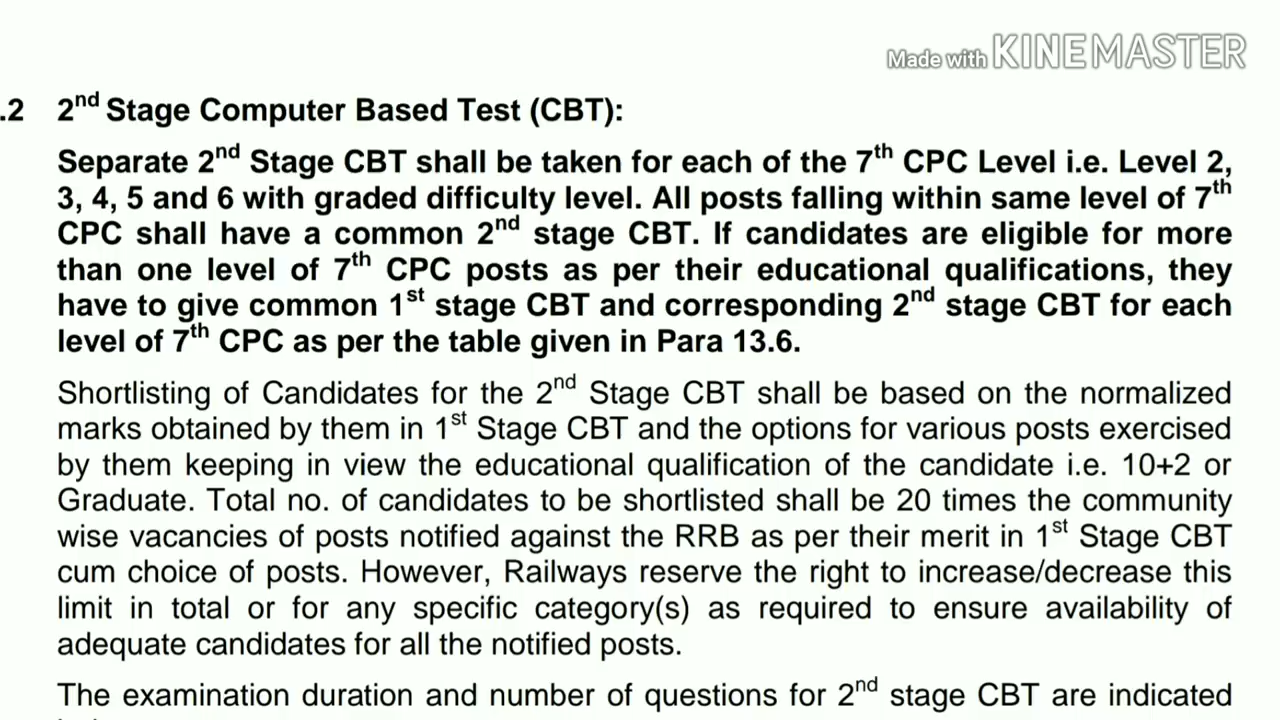 Made with KINEMASTER
.2 2nd Stage Computer Based Test (CBT):
Separate 2nd Stage CBT shall be taken for each of the 7th CPC Level i.e. Level 2,
3, 4, 5 and 6 with graded difficulty level. All posts falling within same level of 7th
CPC shall have a common 2nd stage CBT. If candidates are eligible for more
than one level of 7th CPC posts as per their educational qualifications, they
have to give common 1st stage CBT and corresponding 2nd stage CBT for each
level of 7th CPC as per the table given in Para 13.6.
Shortlisting of Candidates for the 2nd Stage CBT shall be based on the normalized
marks obtained by them in 1st Stage CBT and the options for various posts exercised
by them keeping in view the educational qualification of the candidate i.e. 10+2 or
Graduate. Total no. of candidates to be shortlisted shall be 20 times the community
wise vacancies of posts notified against the RRB as per their merit in 1st Stage CBT
cum choice of posts. However, Railways reserve the right to increase/decrease this
limit in total or for any specific category(s) as required to ensure availability of
adequate candidates for all the notified posts.
The examination duration and number of questions for 2nd stage CBT are indicated